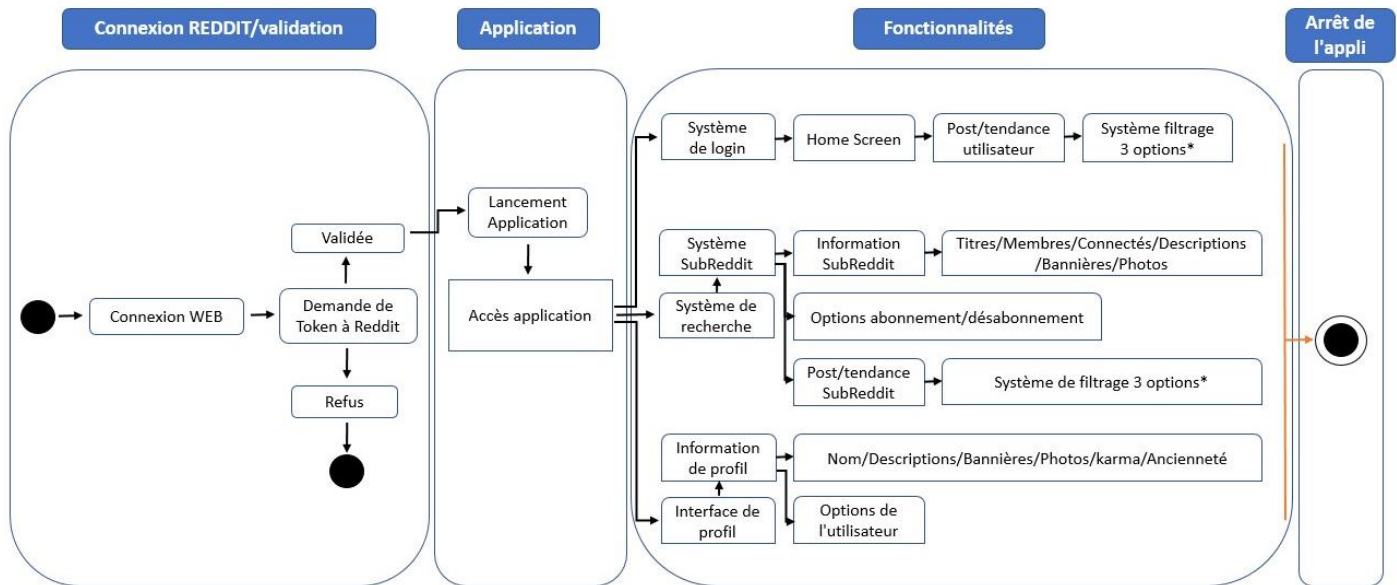 Connexion REDDIT/validation
Application
Fonctionnalités
Arrêt de
l'appli
Système
de login
Home Screen
Post/tendance
utilisateur
Système filtrage
3 options*
Lancement
Application
Validée
Système
SubReddit
Information
SubReddit
Titres/Membres/Connectés/Descriptions
/Bannières/Photos
Connexion WEB
Demande de
Token à Reddit
Accès application
Système de
recherche
Options abonnement/désabonnement
Refus
Post/tendance
SubReddit
Système de filtrage 3 options*
Information
de profil
Nom/Descriptions/Bannières/Photos/karma/Ancienneté
Interface de
profil
Options de
l'utilisateur